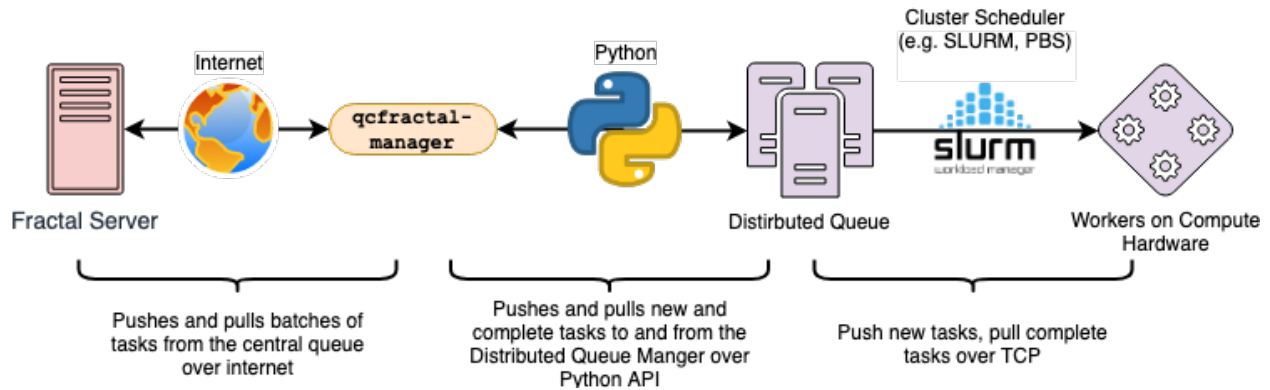 Cluster Scheduler
(e.g. SLURM, PBS)
Internet
Python
qcfractal-
manager
slurm
workload manager
Fractal Server
Distirbuted Queue
Workers on Compute
Hardware
Pushes and pulls batches of
tasks from the central queue
over internet
Pushes and pulls new and
complete tasks to and from the
Distributed Queue Manger over
Python API
Push new tasks, pull complete
tasks over TCP